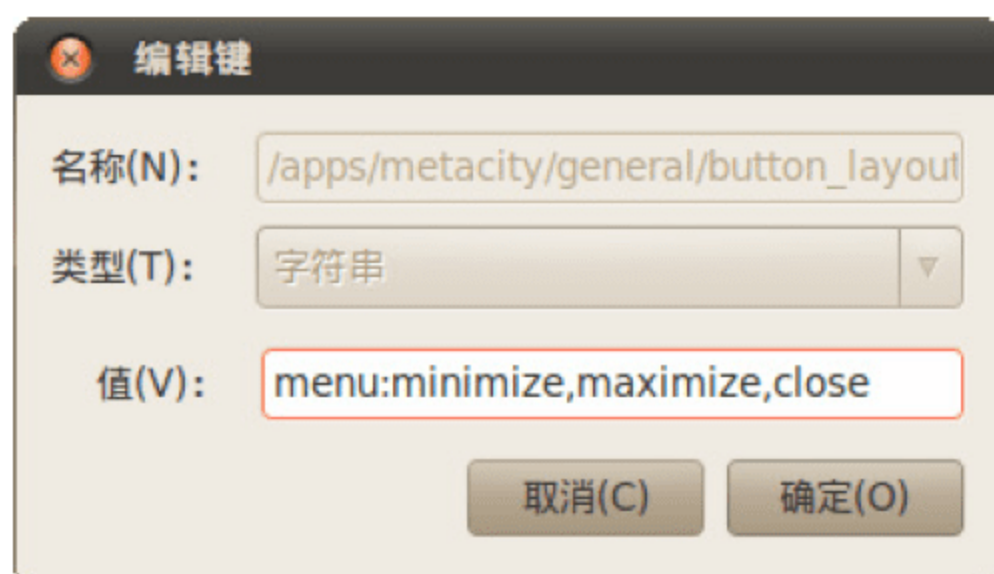 编辑键
名称(N): /apps/metacity/general/button_layout
类型(T): 字符串
值(V): menu:minimize,maximize,close
取消(C) 确定(O)